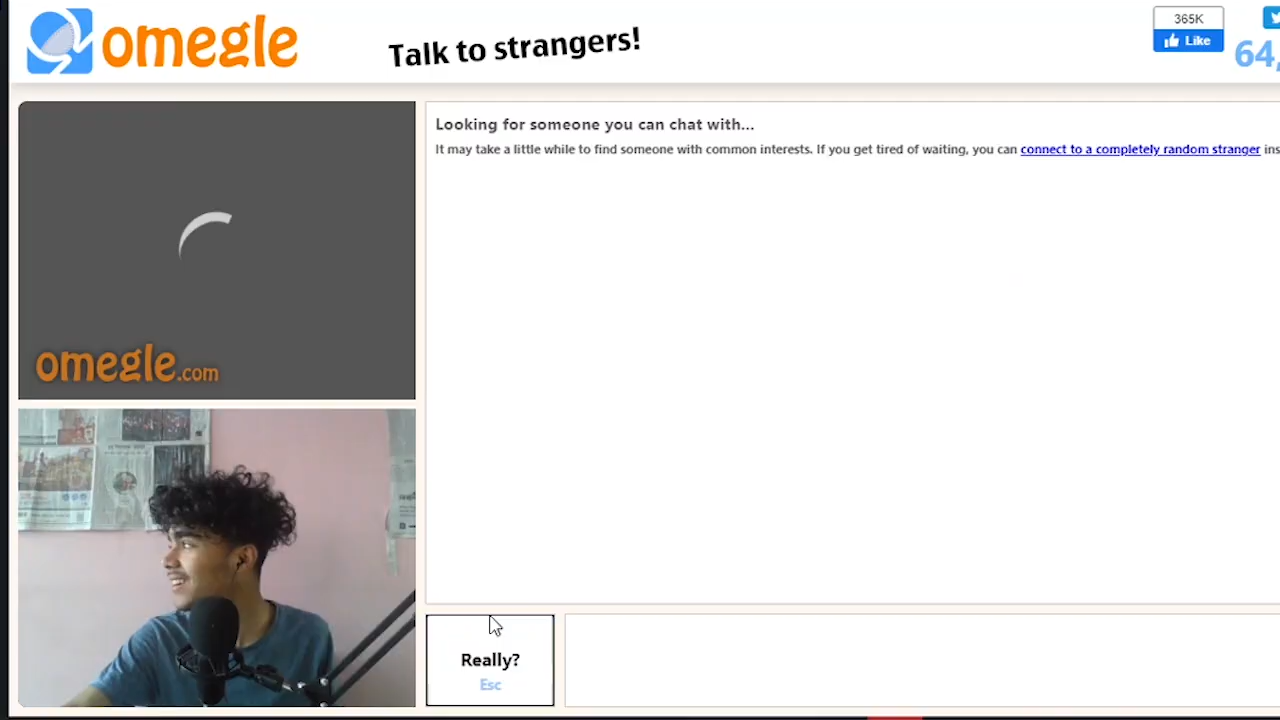 omegle
Talk to strangers!
365K
Like
64,
Looking for someone you can chat with...
It may take a little while to find someone with common interests. If you get tired of waiting, you can connect to a completely random stranger ins
omegle.com
Really?
Esc